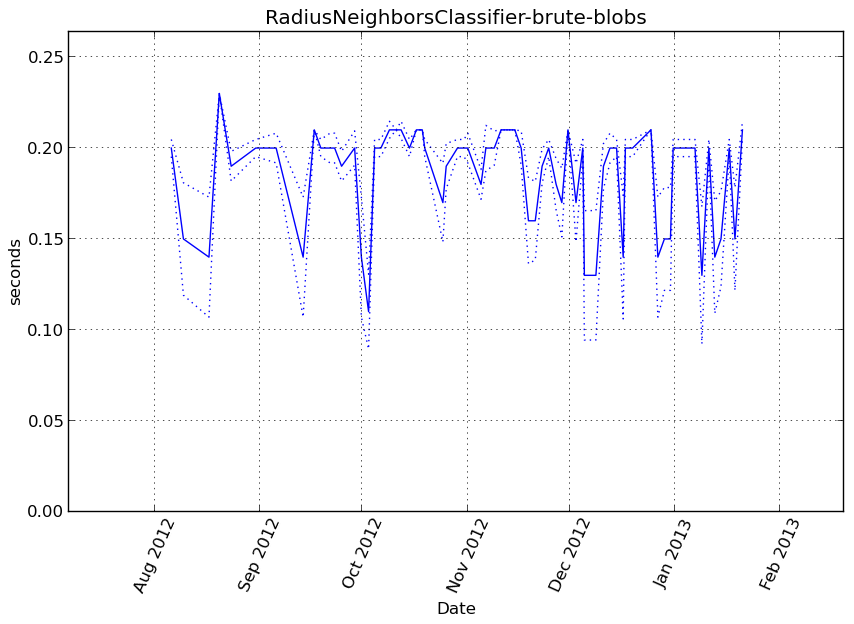 RadiusNeighborsClassifier-brute-blobs
0.25
0.20
0.15
0.10
0.05
0.00
seconds
Aug 2012
Sep 2012
Oct 2012
Nov 2012
Dec 2012
Jan 2013
Feb 2013
Date